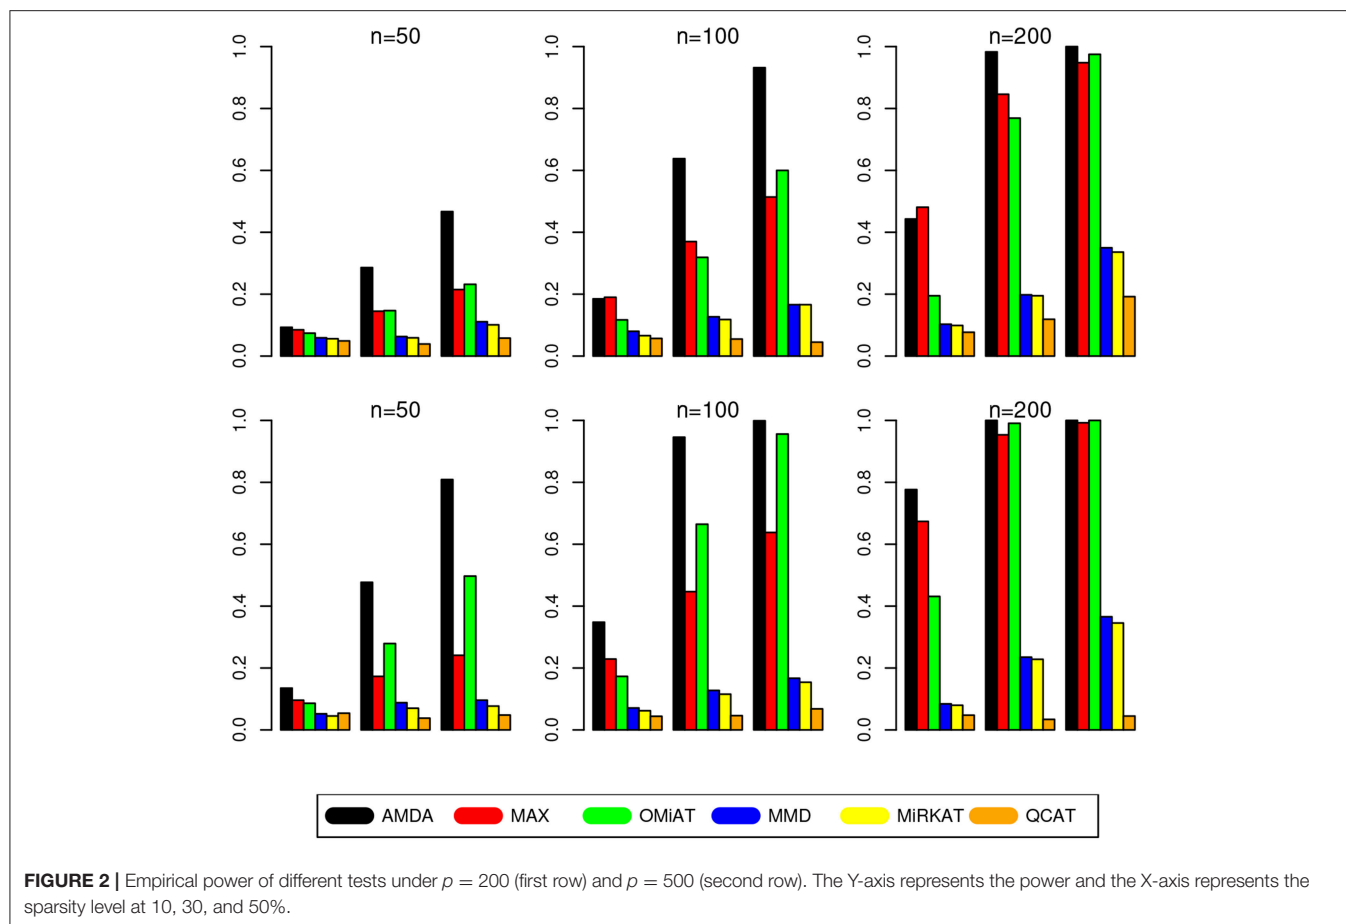 n=50 n=100 n=200
1.0 1.0 1.0
0.8 0.8 0.8
0.6 0.6 0.6
0.4 0.4 0.4
0.2 0.2 0.2
0.0 0.0 0.0
n=50 n=100 n=200
1.0 1.0 1.0
0.8 0.8 0.8
0.6 0.6 0.6
0.4 0.4 0.4
0.2 0.2 0.2
0.0 0.0 0.0
AMDA MAX OMiAT MMD MiRKAT QCAT
FIGURE 2 | Empirical power of different tests under p = 200 (first row) and p = 500 (second row). The Y-axis represents the power and the X-axis represents the
sparsity level at 10, 30, and 50%.